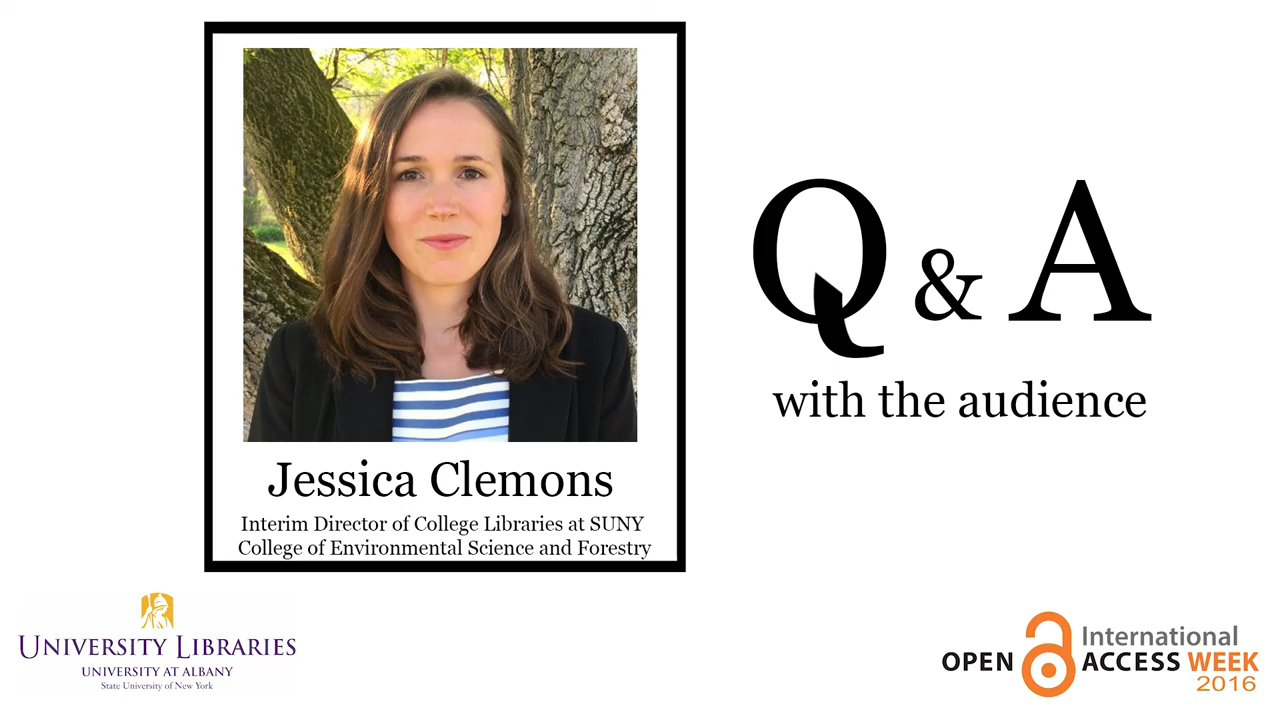 Jessica Clemons
Interim Director of College Libraries at SUNY
College of Environmental Science and Forestry
Q & A
with the audience
UNIVERSITY LIBRARIES
UNIVERSITY AT ALBANY
State University of New York
International
OPEN ACCESS WEEK
2016